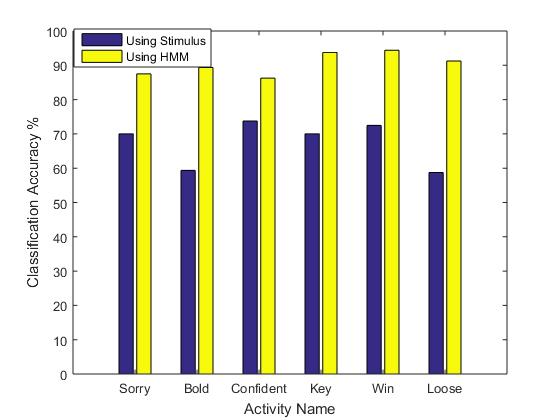 Using Stimulus
Using HMM
Classification Accuracy %
100
90
80
70
60
50
40
30
20
10
0
Sorry Bold Confident Key Win Loose
Activity Name